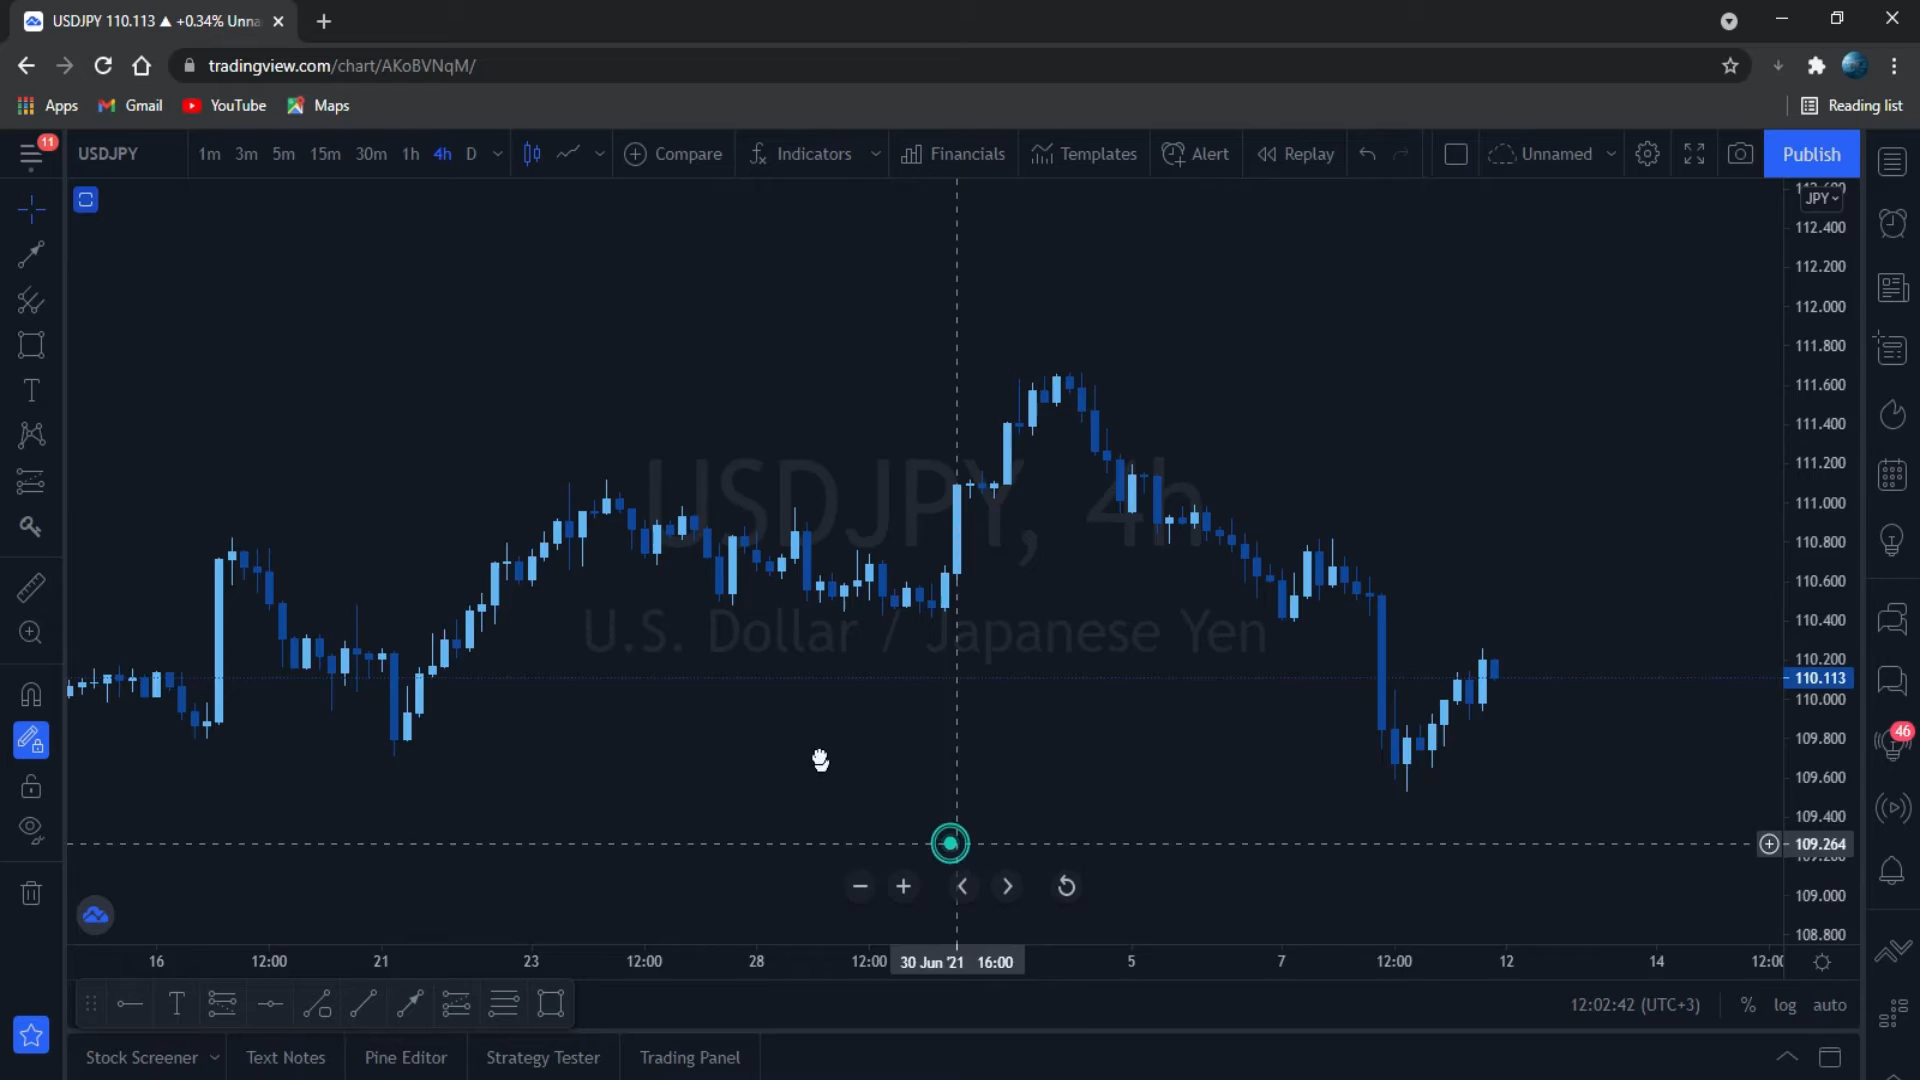 USDJPY 110.113 ▲ +0.34% Unna
tradingview.com/chart/AKoBVNqM/
Apps Gmail YouTube Maps Reading list
11 USDJPY 1m 3m 5m 15m 30m 1h 4h D Compare Indicators Financials Templates Alert Replay Unnamed Publish
JPY
112.400
112.200
112.000
111.800
111.600
111.400
111.200
111.000
110.800
110.600
110.400
110.200
110.113
110.000
109.800
109.600
109.400
109.264
109.000
108.800
USDJPY, 4h
U.S. Dollar / Japanese Yen
46
16 12:00 21 23 12:00 28 12:00 30 Jun '21 16:00 5 7 12:00 12 14 12:00
T 12:02:42 (UTC+3) % log auto
Stock Screener Text Notes Pine Editor Strategy Tester Trading Panel